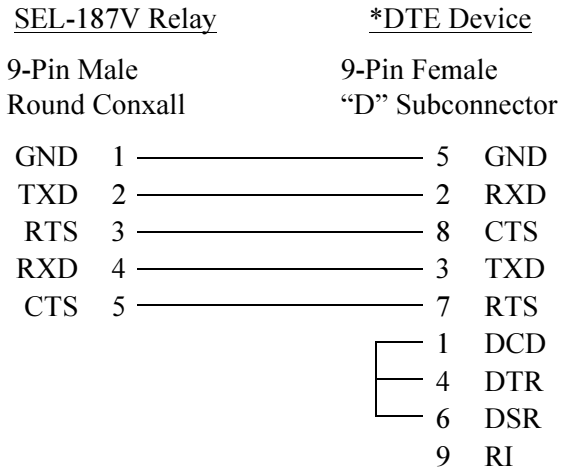 SEL-187V Relay *DTE Device
9-Pin Male 9-Pin Female
Round Conxall “D” Subconnector
GND 1 5 GND
TXD 2 2 RXD
RTS 3 8 CTS
RXD 4 3 TXD
CTS 5 7 RTS
1 DCD
4 DTR
6 DSR
9 RI